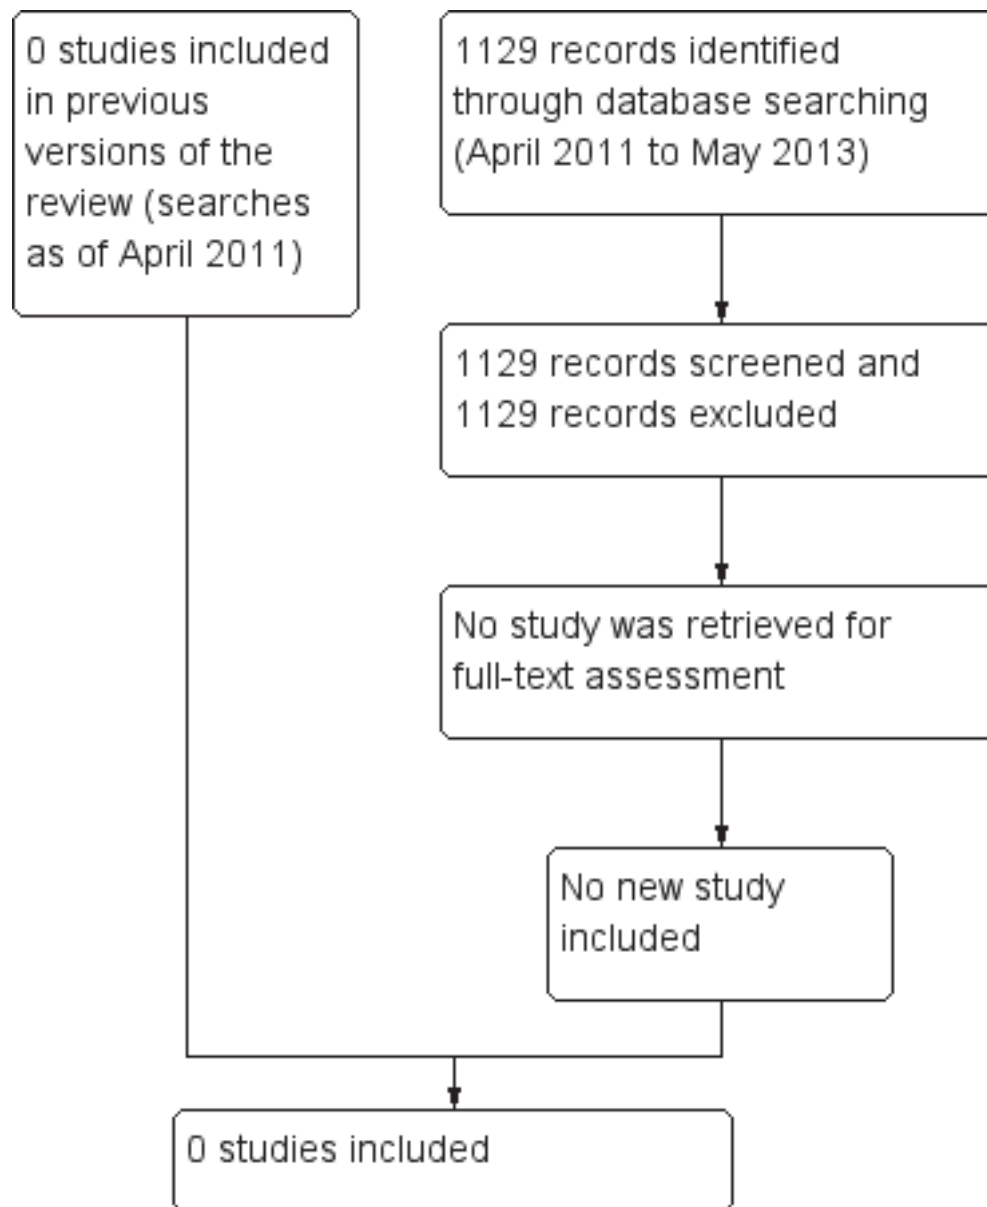 0 studies included
in previous
versions of the
review (searches
as of April 2011)
1129 records identified
through database searching
(April 2011 to May 2013)
1129 records screened and
1129 records excluded
No study was retrieved for
full-text assessment
No new study
included
0 studies included